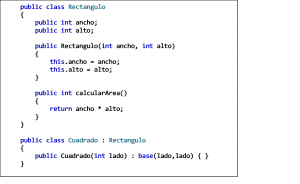 public class Rectangulo
{
public int ancho;
public int alto;
public Rectangulo(int ancho, int alto)
{
this.ancho = ancho;
this.alto = alto;
}
public int calcularArea()
{
return ancho * alto;
}
}
public class Cuadrado : Rectangulo
{
public Cuadrado(int lado) : base(lado,lado) { }
}